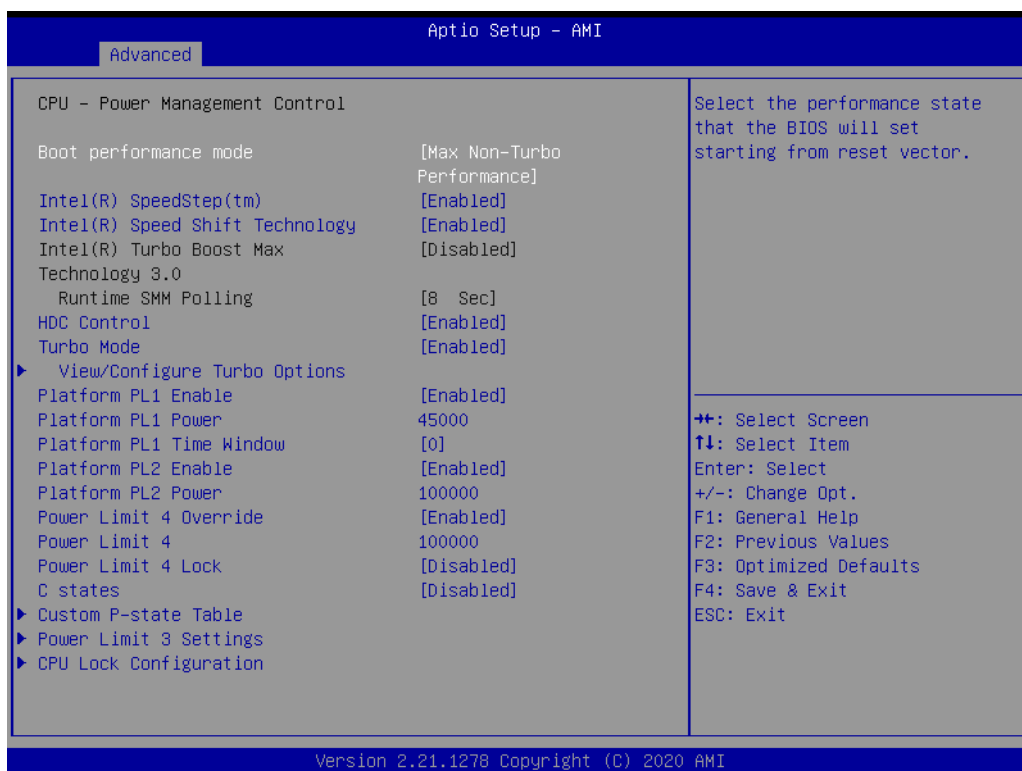 Aptio Setup – AMI
Advanced
CPU – Power Management Control
Boot performance mode [Max Non-Turbo
Performance]
Intel(R) SpeedStep(tm) [Enabled]
Intel(R) Speed Shift Technology [Enabled]
Intel(R) Turbo Boost Max [Disabled]
Technology 3.0
Runtime SMM Polling [8 Sec]
HDC Control [Enabled]
Turbo Mode [Enabled]
View/Configure Turbo Options
Platform PL1 Enable [Enabled]
Platform PL1 Power 45000
Platform PL1 Time Window [0]
Platform PL2 Enable [Enabled]
Platform PL2 Power 100000
Power Limit 4 Override [Enabled]
Power Limit 4 100000
Power Limit 4 Lock [Disabled]
C states [Disabled]
Custom P-state Table
Power Limit 3 Settings
CPU Lock Configuration
Select the performance state
that the BIOS will set
starting from reset vector.
→←: Select Screen
↑↓: Select Item
Enter: Select
+/-: Change Opt.
F1: General Help
F2: Previous Values
F3: Optimized Defaults
F4: Save & Exit
ESC: Exit
Version 2.21.1278 Copyright (C) 2020 AMI